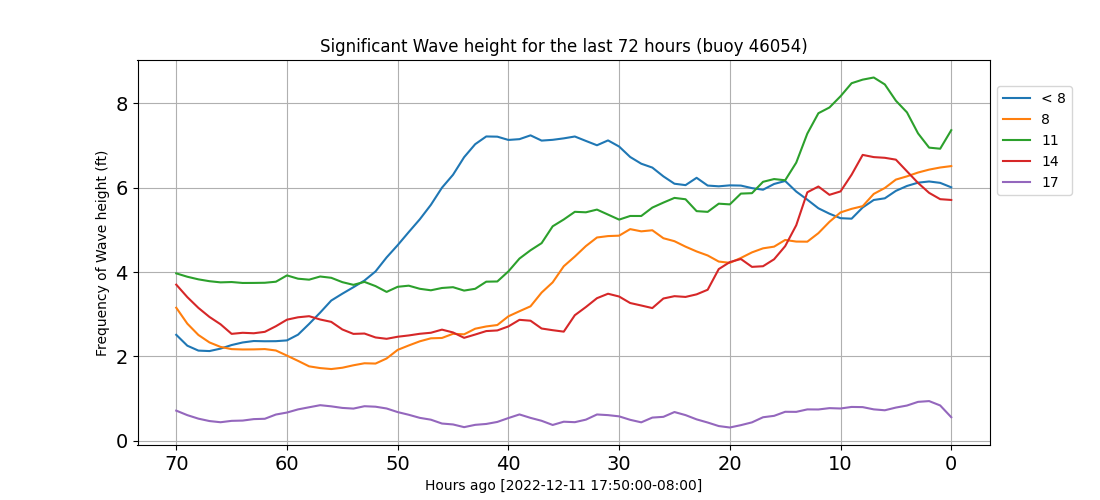 Significant Wave height for the last 72 hours (buoy 46054)
Frequency of Wave height (ft)
8
6
4
2
0
70 60 50 40 30 20 10 0
Hours ago [2022-12-11 17:50:00-08:00]
< 8
8
11
14
17